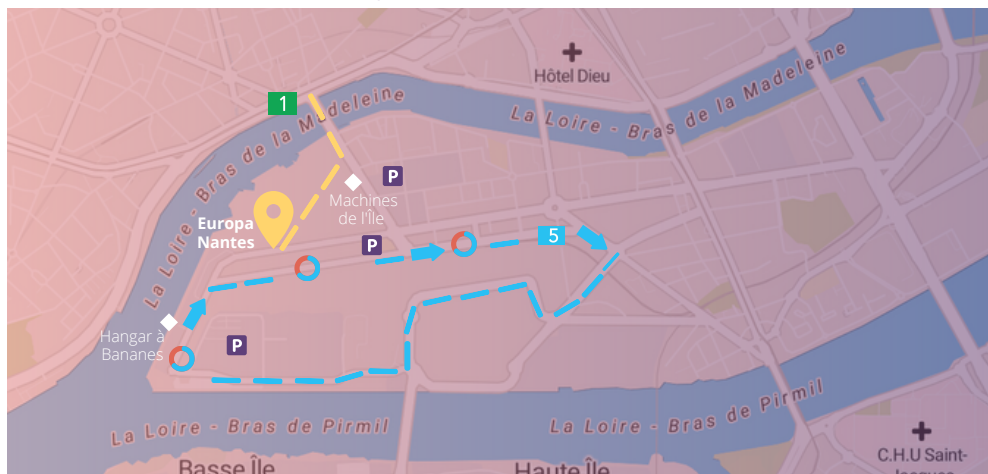 Hôtel Dieu
1
La Loire - Bras de la Madeleine
La Loire - Bras de la Madeleine
P
Machines
de l'Île
Europa
Nantes
P
5
Hangar à
Bananes
P
La Loire - Bras de Pirmil
La Loire - Bras de Pirmil
C.H.U Saint-
Basse Île
Haute Île